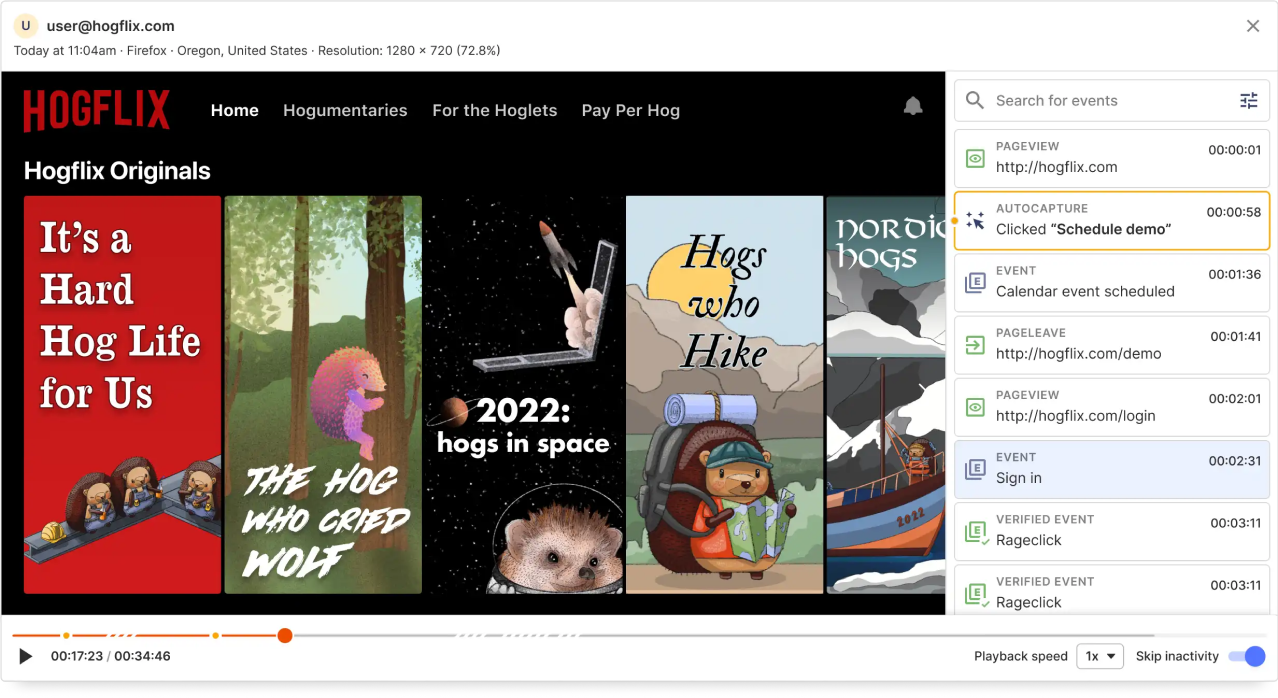 U user@hogflix.com
Today at 11:04am · Firefox · Oregon, United States · Resolution: 1280 × 720 (72.8%)
HOGFLIX Home Hogumentaries For the Hoglets Pay Per Hog
Hogflix Originals
It's a
Hard
Hog Life
for Us
THE HOG
WHO CRIED
WOLF
2022:
hogs in space
Hogs
who
Hike
NORDIC
HOGS
2022
Search for events
PAGEVIEW 00:00:01
http://hogflix.com
AUTOCAPTURE 00:00:58
Clicked “Schedule demo”
EVENT 00:01:36
Calendar event scheduled
PAGELEAVE 00:01:41
http://hogflix.com/demo
PAGEVIEW 00:02:01
http://hogflix.com/login
EVENT 00:02:31
Sign in
VERIFIED EVENT 00:03:11
Rageclick
VERIFIED EVENT 00:03:11
Rageclick
00:17:23 / 00:34:46 Playback speed 1x Skip inactivity